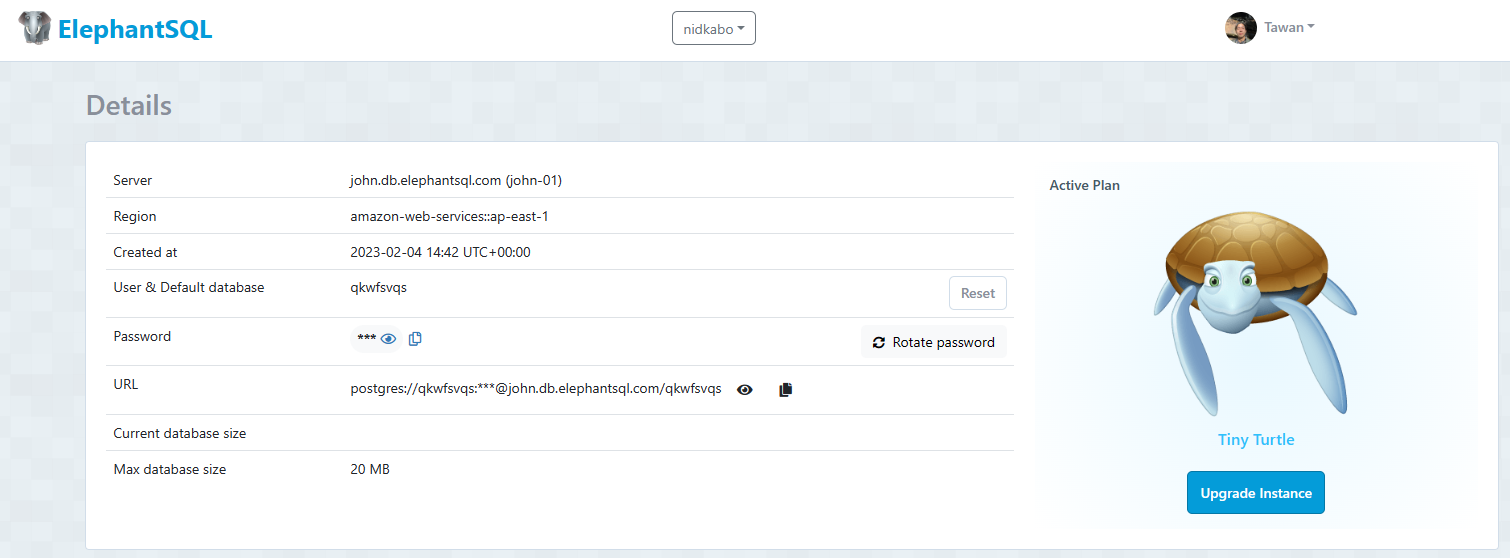 ElephantSQL
nidkabo
Tawan
Details
Server john.db.elephantsql.com (john-01)
Region amazon-web-services::ap-east-1
Created at 2023-02-04 14:42 UTC+00:00
User & Default database qkwfsvqs Reset
Password *** Rotate password
URL postgres://qkwfsvqs:***@john.db.elephantsql.com/qkwfsvqs
Current database size
Max database size 20 MB
Active Plan
Tiny Turtle
Upgrade Instance